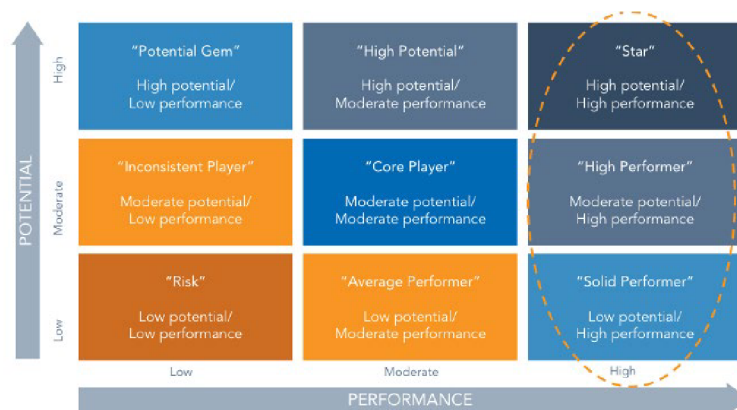 POTENTIAL
High
"Potential Gem"
High potential/
Low performance
"High Potential"
High potential/
Moderate performance
"Star"
High potential/
High performance
Moderate
"Inconsistent Player"
Moderate potential/
Low performance
"Core Player"
Moderate potential/
Moderate performance
"High Performer"
Moderate potential/
High performance
Low
"Risk"
Low potential/
Low performance
"Average Performer"
Low potential/
Moderate performance
"Solid Performer"
Low potential/
High performance
Low
Moderate
High
PERFORMANCE